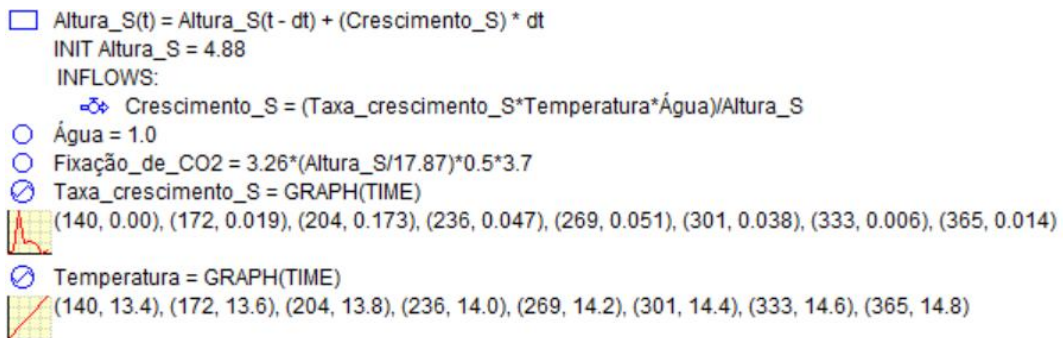 Altura_S(t) = Altura_S(t - dt) + (Crescimento_S) * dt
INIT Altura_S = 4.88
INFLOWS:
Crescimento_S = (Taxa_crescimento_S*Temperatura*Água)/Altura_S
Água = 1.0
Fixação_de_CO2 = 3.26*(Altura_S/17.87)*0.5*3.7
Taxa_crescimento_S = GRAPH(TIME)
(140, 0.00), (172, 0.019), (204, 0.173), (236, 0.047), (269, 0.051), (301, 0.038), (333, 0.006), (365, 0.014)
Temperatura = GRAPH(TIME)
(140, 13.4), (172, 13.6), (204, 13.8), (236, 14.0), (269, 14.2), (301, 14.4), (333, 14.6), (365, 14.8)